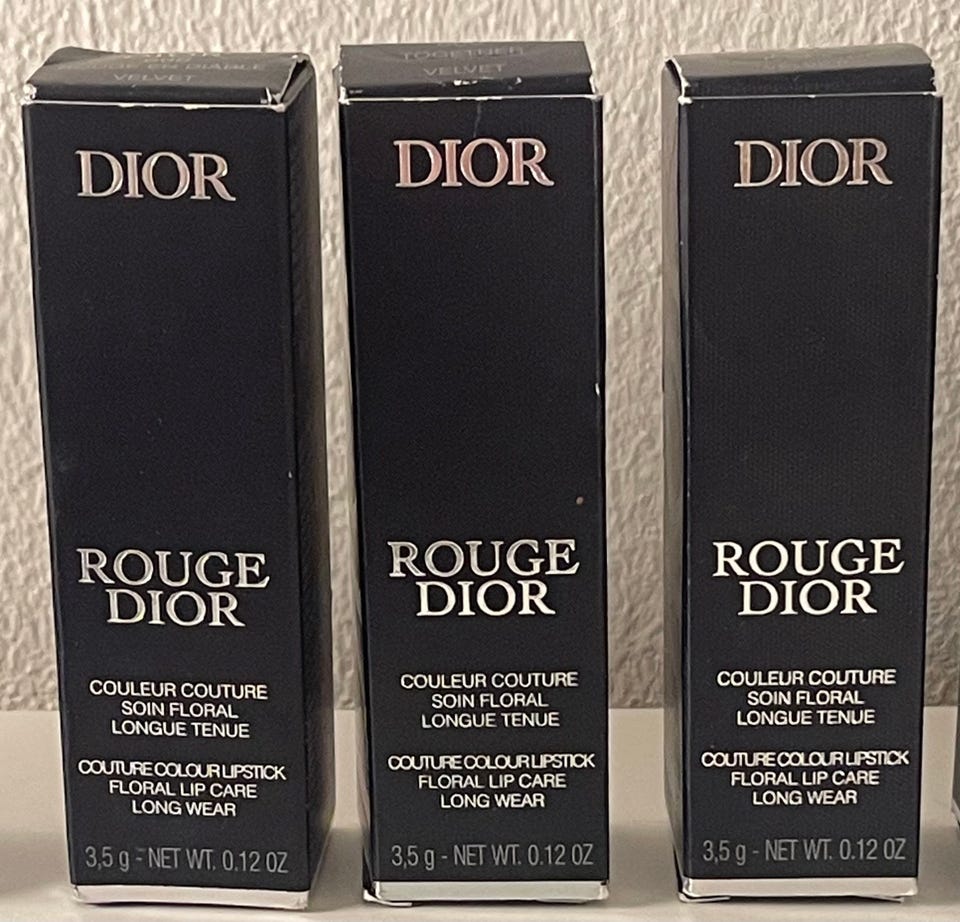 VELVET
DIOR
ROUGE
DIOR
COULEUR COUTURE
SOIN FLORAL
LONGUE TENUE
COUTURE COLOUR LIPSTICK
FLORAL LIP CARE
LONG WEAR
3,5 g - NET WT. 0.12 OZ
TOGETHER
VELVET
DIOR
ROUGE
DIOR
COULEUR COUTURE
SOIN FLORAL
LONGUE TENUE
COUTURE COLOUR LIPSTICK
FLORAL LIP CARE
LONG WEAR
3,5 g - NET WT. 0.12 OZ
DIOR
ROUGE
DIOR
COULEUR COUTURE
SOIN FLORAL
LONGUE TENUE
COUTURE COLOUR LIPSTICK
FLORAL LIP CARE
LONG WEAR
3,5 g - NET WT. 0.12 OZ